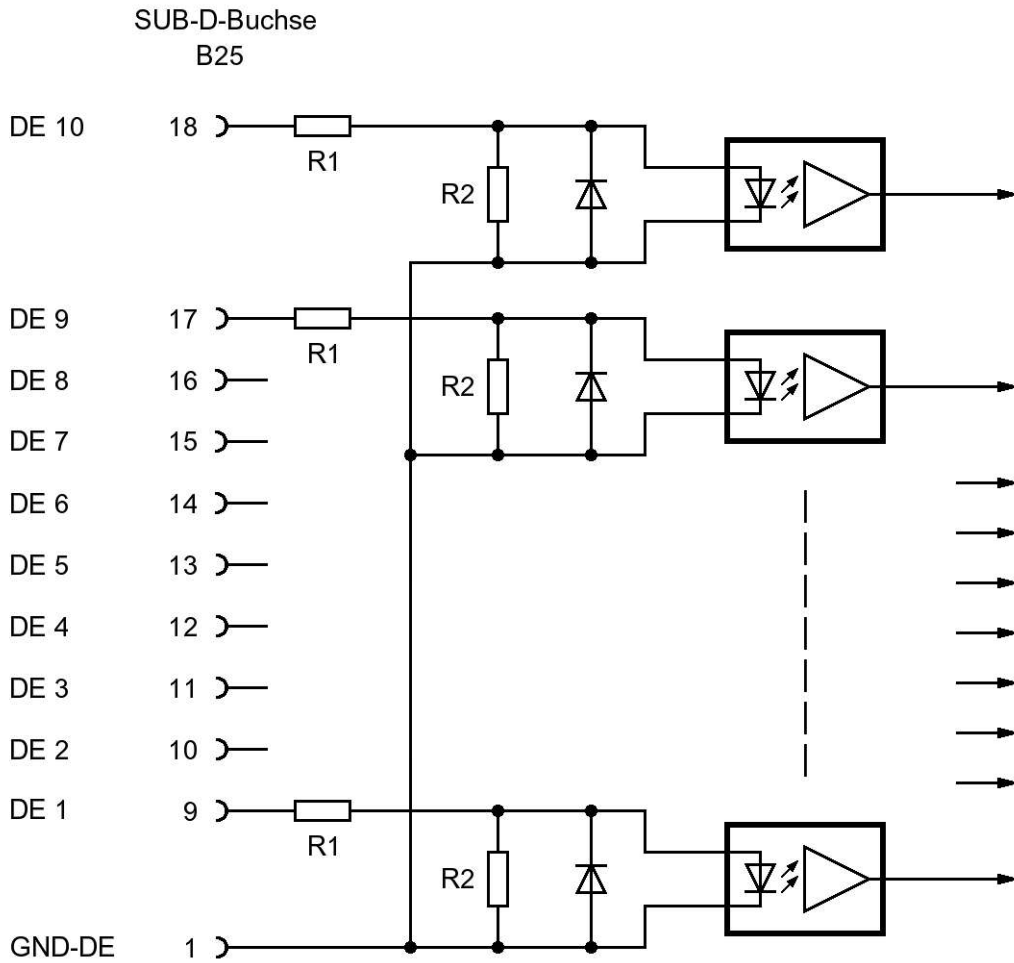 SUB-D-Buchse
B25
DE 10 18
R1
R2
DE 9 17
R1
DE 8 16
R2
DE 7 15
DE 6 14
DE 5 13
DE 4 12
DE 3 11
DE 2 10
DE 1 9
R1
R2
GND-DE 1